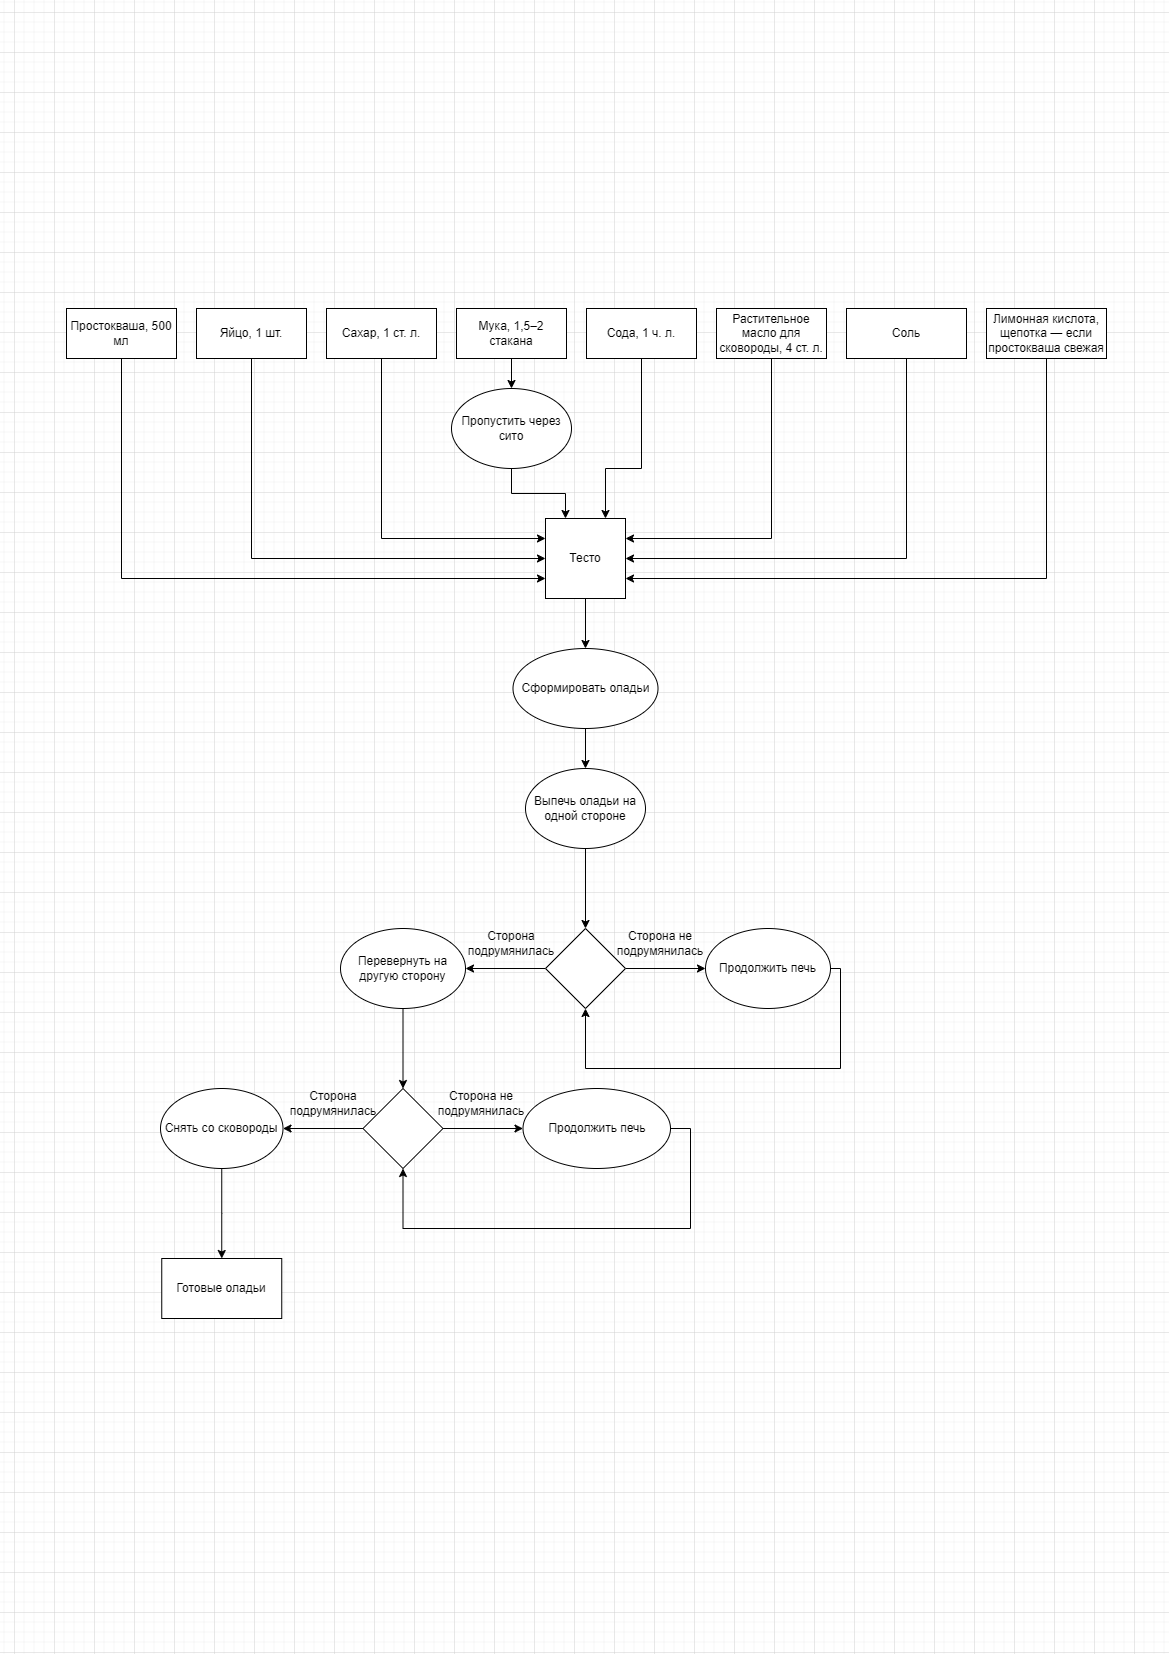 Простокваша, 500
мл
Яйцо, 1 шт.
Сахар, 1 ст. л.
Мука, 1,5–2
стакана
Сода, 1 ч. л.
Растительное
масло для
сковороды, 4 ст. л.
Соль
Лимонная кислота,
щепотка — если
простокваша свежая
Пропустить через
сито
Тесто
Сформировать оладьи
Выпечь оладьи на
одной стороне
Перевернуть на
другую сторону
Сторона
подрумянилась
Сторона не
подрумянилась
Продолжить печь
Снять со сковороды
Сторона
подрумянилась
Сторона не
подрумянилась
Продолжить печь
Готовые оладьи